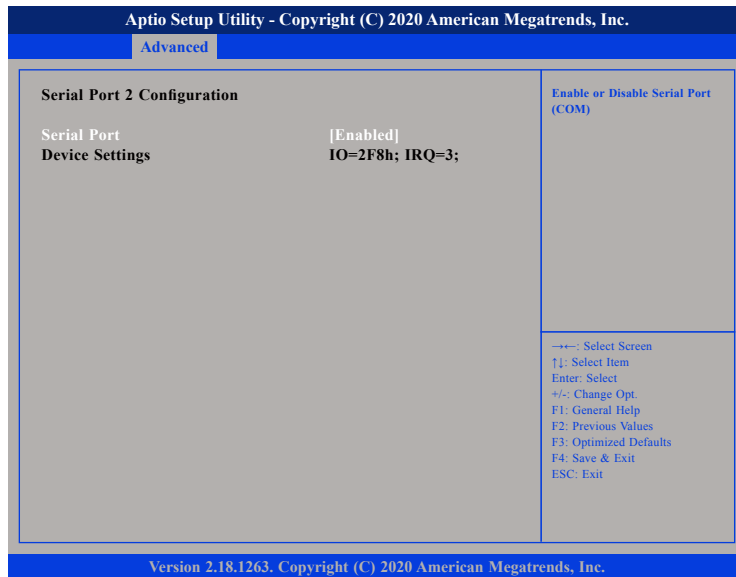 Aptio Setup Utility - Copyright (C) 2020 American Megatrends, Inc.
Advanced
Serial Port 2 Configuration
Serial Port [Enabled]
Device Settings IO=2F8h; IRQ=3;
Enable or Disable Serial Port
(COM)
→←: Select Screen
↑↓: Select Item
Enter: Select
+/-: Change Opt.
F1: General Help
F2: Previous Values
F3: Optimized Defaults
F4: Save & Exit
ESC: Exit
Version 2.18.1263. Copyright (C) 2020 American Megatrends, Inc.